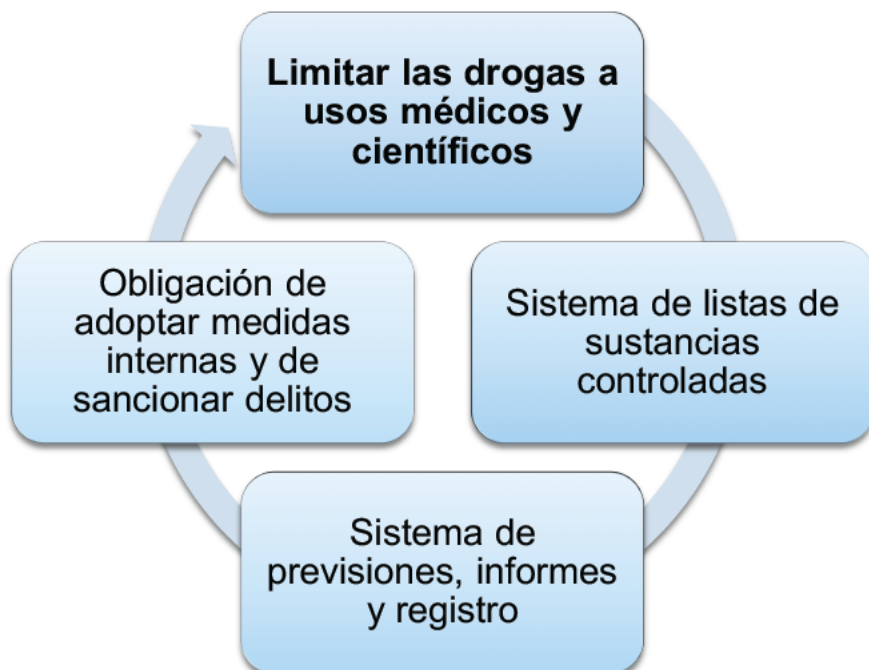 Limitar las drogas a
usos médicos y
científicos
Sistema de listas de
sustancias
controladas
Sistema de
previsiones, informes
y registro
Obligación de
adoptar medidas
internas y de
sancionar delitos